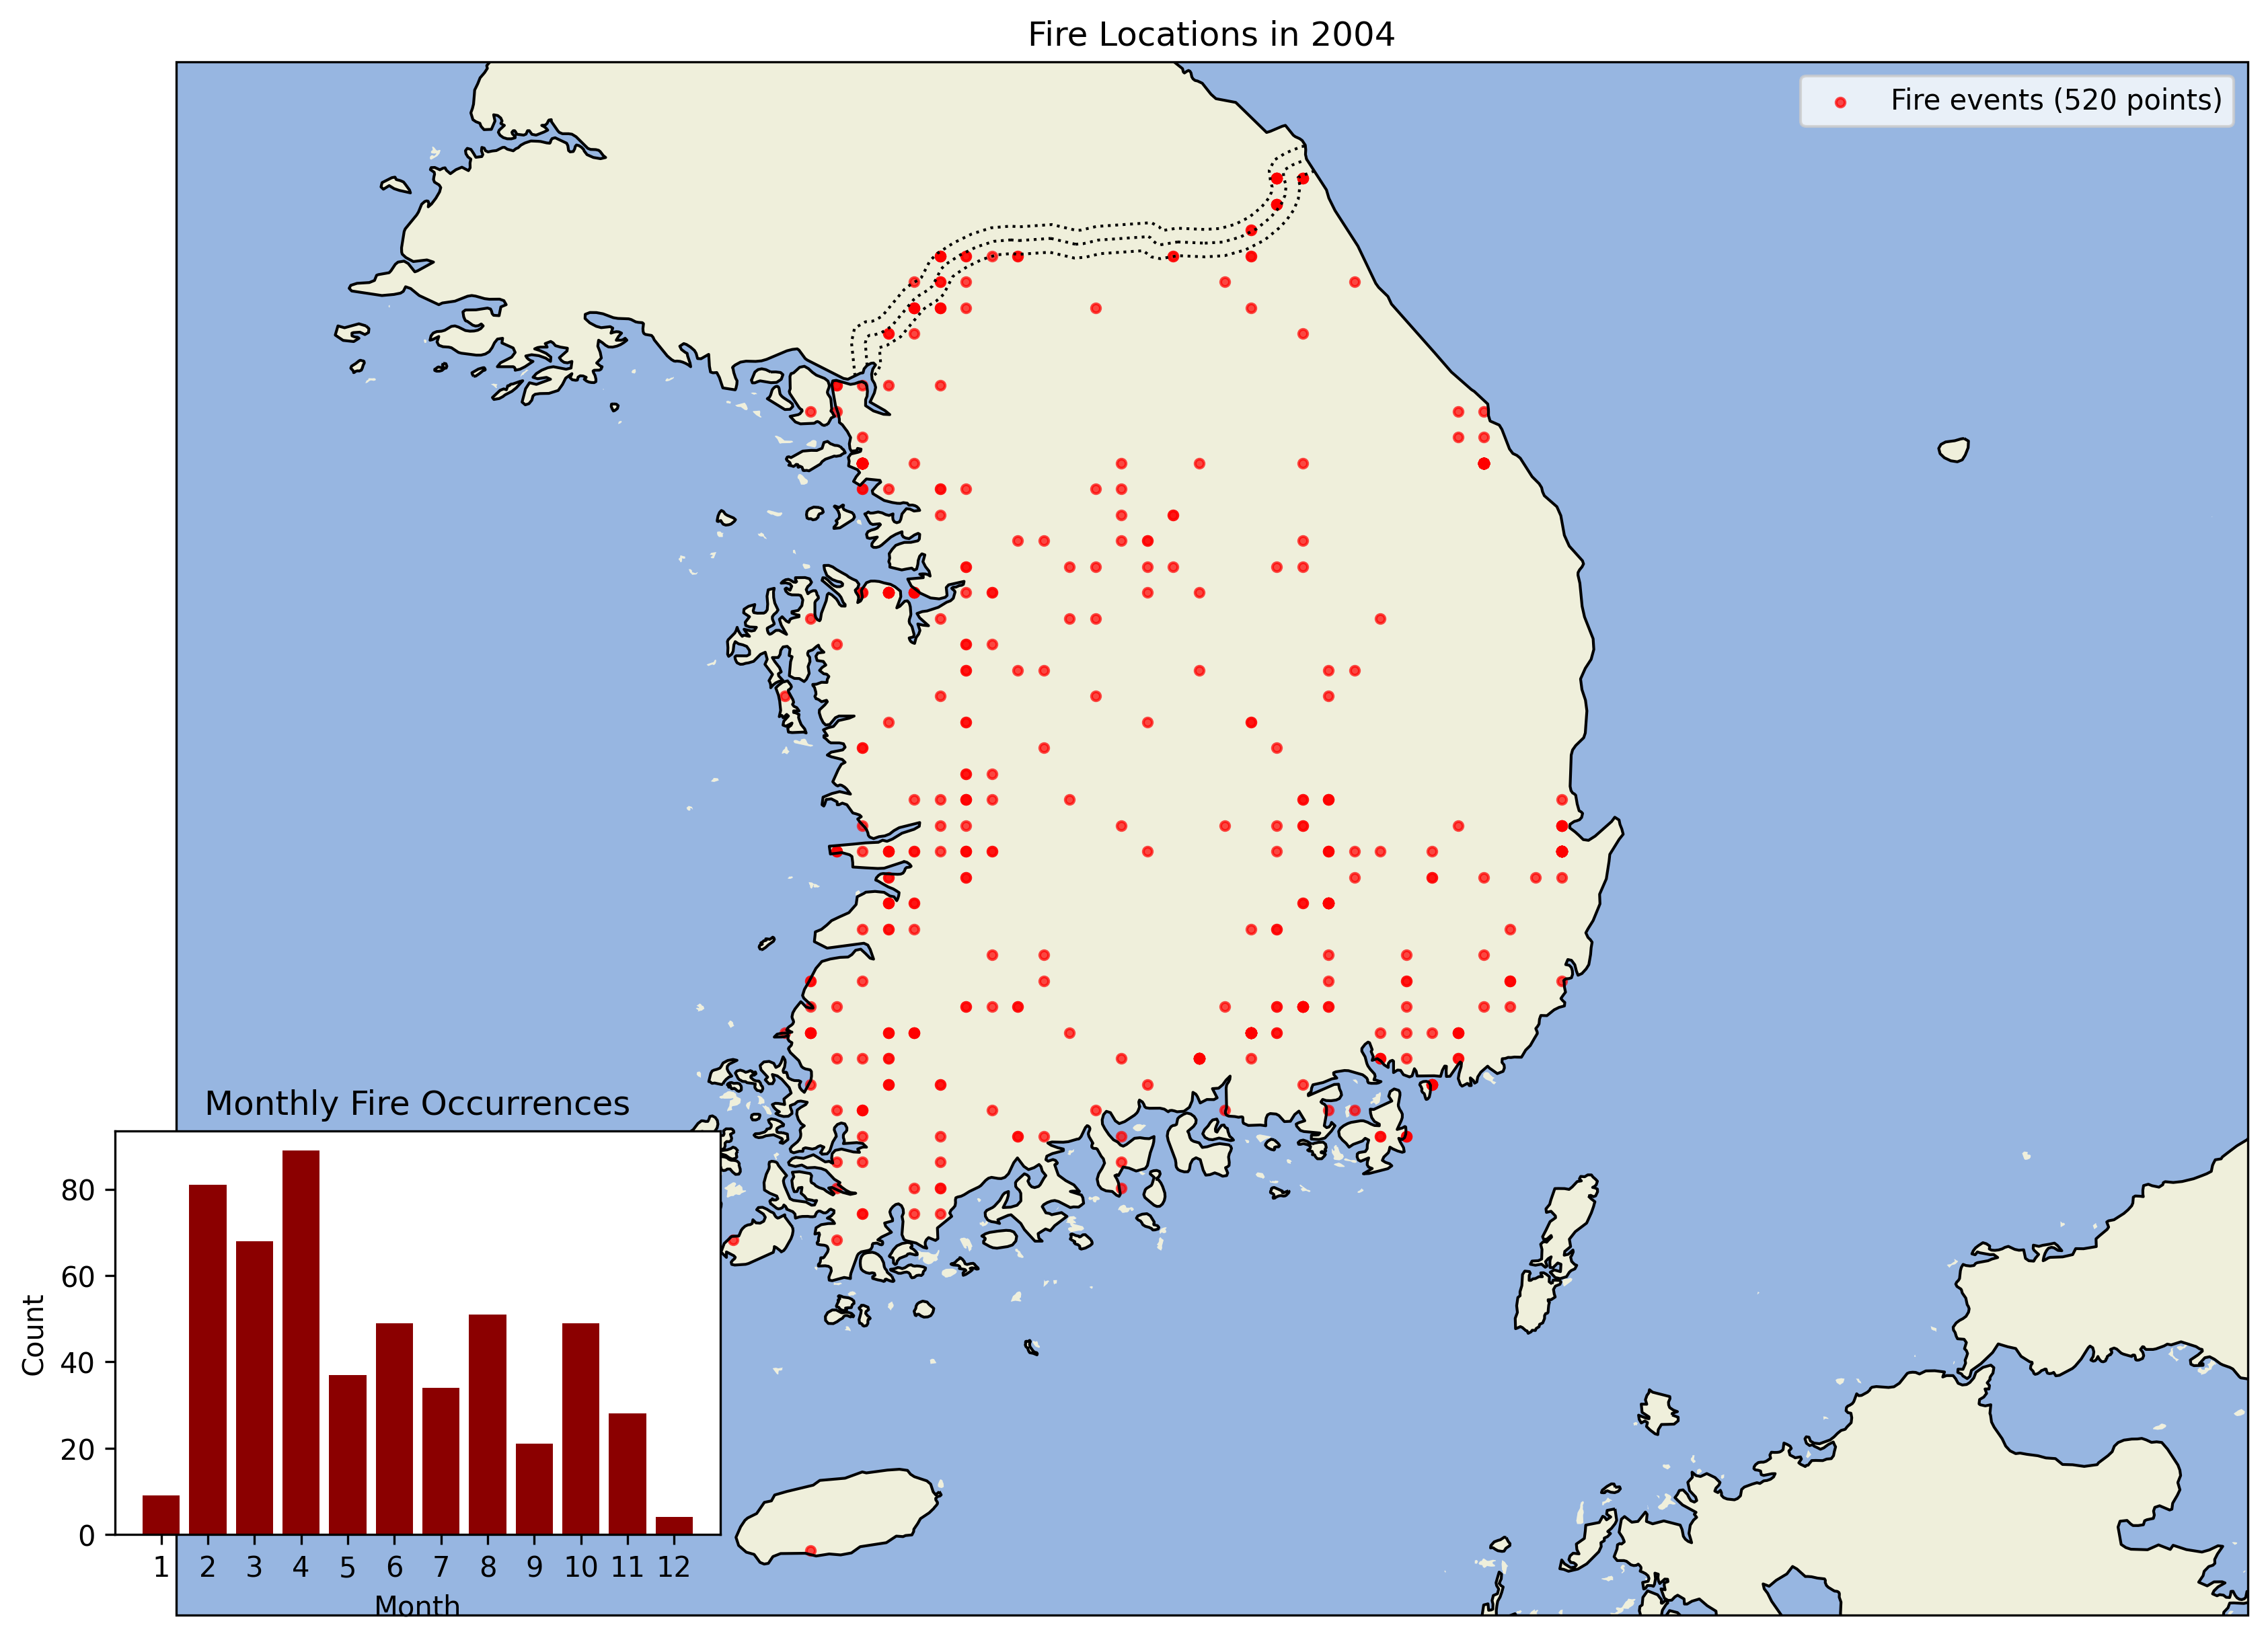 Fire Locations in 2004
Fire events (520 points)
Monthly Fire Occurrences
80
60
40
20
0
Count
1 2 3 4 5 6 7 8 9 10 11 12
Month